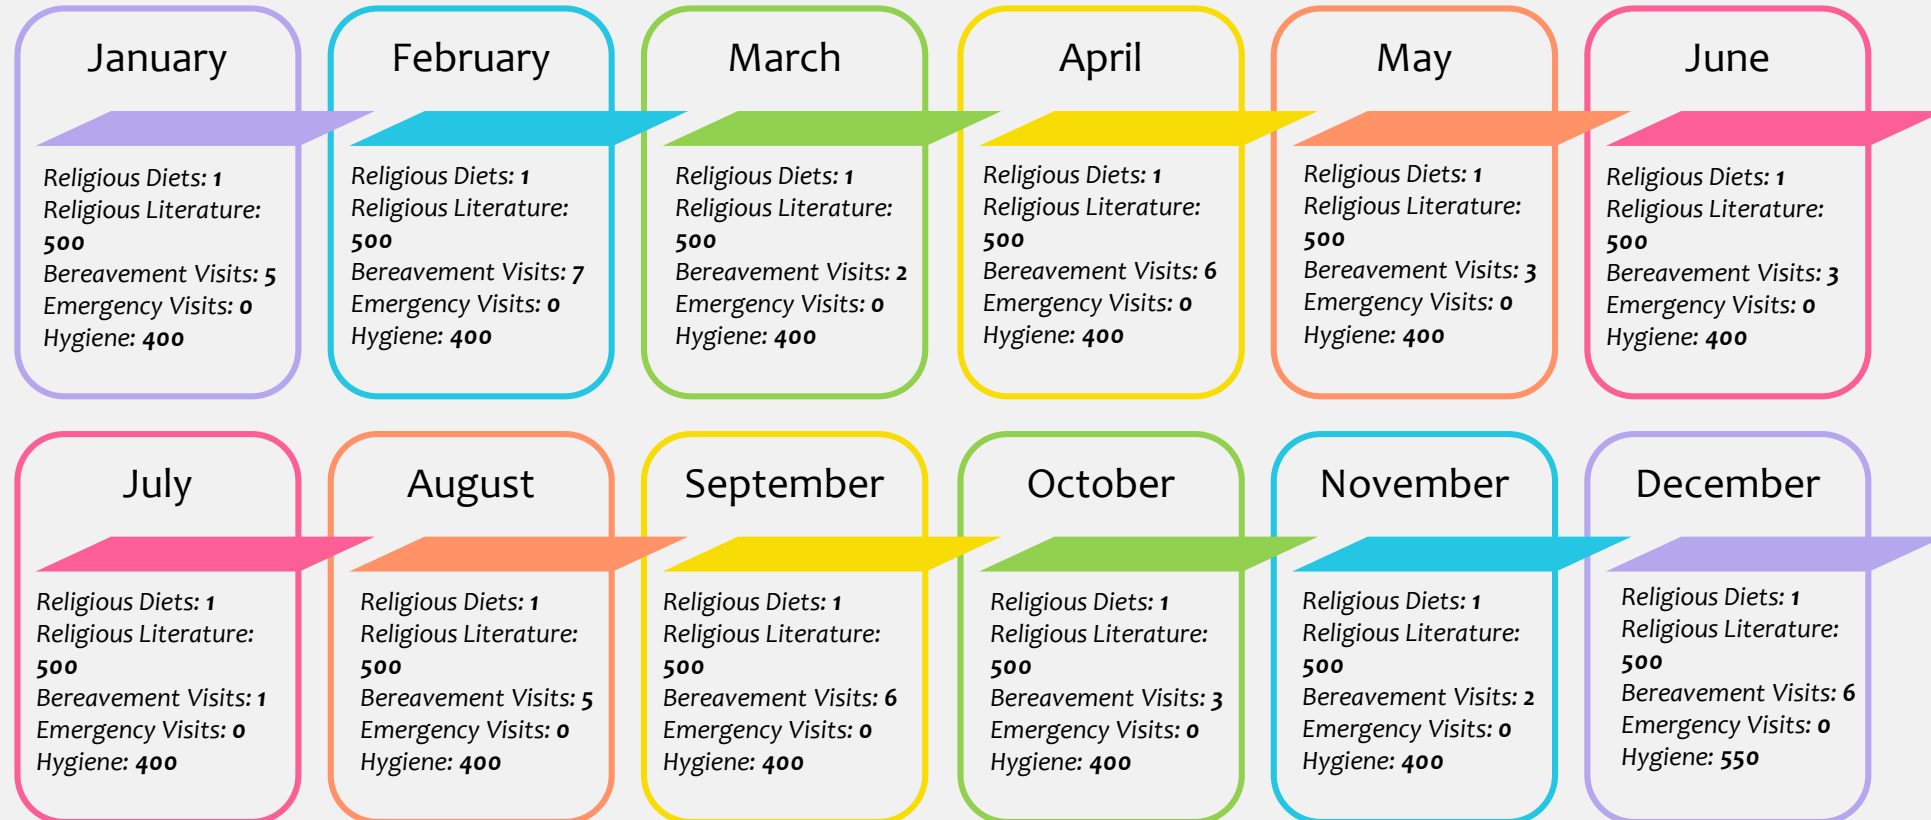 January
Religious Diets: 1
Religious Literature:
500
Bereavement Visits: 5
Emergency Visits: 0
Hygiene: 400
February
Religious Diets: 1
Religious Literature:
500
Bereavement Visits: 7
Emergency Visits: 0
Hygiene: 400
March
Religious Diets: 1
Religious Literature:
500
Bereavement Visits: 2
Emergency Visits: 0
Hygiene: 400
April
Religious Diets: 1
Religious Literature:
500
Bereavement Visits: 6
Emergency Visits: 0
Hygiene: 400
May
Religious Diets: 1
Religious Literature:
500
Bereavement Visits: 3
Emergency Visits: 0
Hygiene: 400
June
Religious Diets: 1
Religious Literature:
500
Bereavement Visits: 3
Emergency Visits: 0
Hygiene: 400
July
Religious Diets: 1
Religious Literature:
500
Bereavement Visits: 1
Emergency Visits: 0
Hygiene: 400
August
Religious Diets: 1
Religious Literature:
500
Bereavement Visits: 5
Emergency Visits: 0
Hygiene: 400
September
Religious Diets: 1
Religious Literature:
500
Bereavement Visits: 6
Emergency Visits: 0
Hygiene: 400
October
Religious Diets: 1
Religious Literature:
500
Bereavement Visits: 3
Emergency Visits: 0
Hygiene: 400
November
Religious Diets: 1
Religious Literature:
500
Bereavement Visits: 2
Emergency Visits: 0
Hygiene: 400
December
Religious Diets: 1
Religious Literature:
500
Bereavement Visits: 6
Emergency Visits: 0
Hygiene: 550